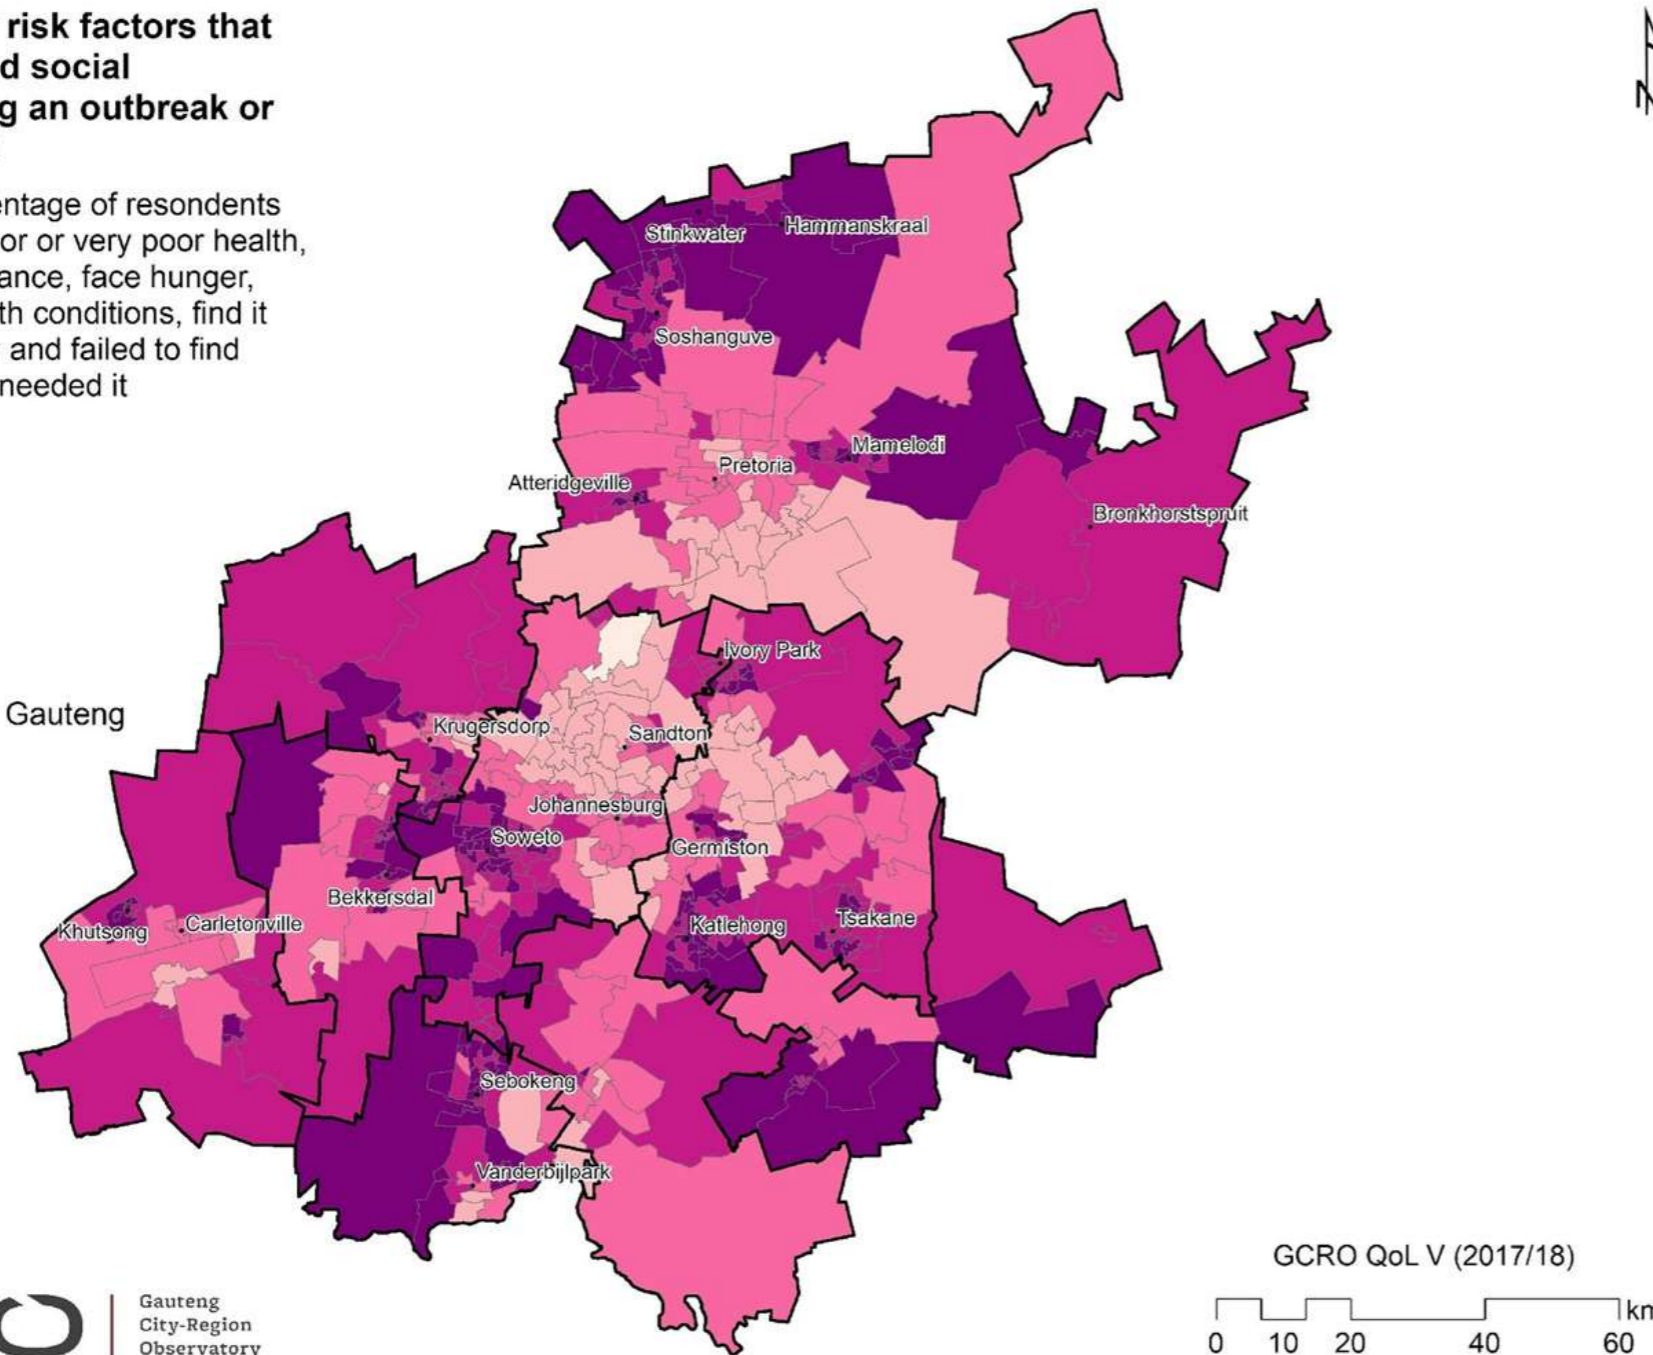 risk factors that
d social
g an outbreak or
entage of resondents
or or very poor health,
ance, face hunger,
th conditions, find it
and failed to find
needed it
N
Hammanskraal
Stinkwater
Soshanguve
Mamelodi
Pretoria
Atteridgeville
Bronkhorstspruit
Ivory Park
Gauteng
Krugersdorp
Sandton
Johannesburg
Soweto
Germiston
Bekkersdal
Khutsong
Carletonville
Katlehong
Tsakane
Sebokeng
Vanderbijlpark
GCRO QoL V (2017/18)
km
0 10 20 40 60
Gauteng
City-Region
Observatory